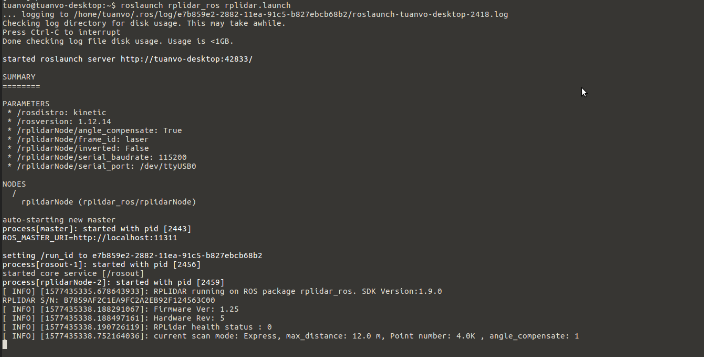 tuanvo@tuanvo-desktop:~$ roslaunch rplidar_ros rplidar.launch
... logging to /home/tuanvo/.ros/log/e7b859e2-2882-11ea-91c5-b827ebcb68b2/roslaunch-tuanvo-desktop-2418.log
Checking log directory for disk usage. This may take awhile.
Press Ctrl-C to interrupt
Done checking log file disk usage. Usage is <1GB.
started roslaunch server http://tuanvo-desktop:42833/
SUMMARY
========
PARAMETERS
* /rosdistro: kinetic
* /rosversion: 1.12.14
* /rplidarNode/angle_compensate: True
* /rplidarNode/frame_id: laser
* /rplidarNode/inverted: False
* /rplidarNode/serial_baudrate: 115200
* /rplidarNode/serial_port: /dev/ttyUSB0
NODES
/
rplidarNode (rplidar_ros/rplidarNode)
auto-starting new master
process[master]: started with pid [2443]
ROS_MASTER_URI=http://localhost:11311
setting /run_id to e7b859e2-2882-11ea-91c5-b827ebcb68b2
process[rosout-1]: started with pid [2456]
started core service [/rosout]
process[rplidarNode-2]: started with pid [2459]
[ INFO] [1577435335.678643933]: RPLIDAR running on ROS package rplidar_ros. SDK Version:1.9.0
RPLIDAR S/N: B7859AF2C1EA9FC2A2EB92F124563C00
[ INFO] [1577435338.188291067]: Firmware Ver: 1.25
[ INFO] [1577435338.188497161]: Hardware Rev: 5
[ INFO] [1577435338.190726119]: RPLidar health status : 0
[ INFO] [1577435338.752164036]: current scan mode: Express, max_distance: 12.0 m, Point number: 4.0K , angle_compensate: 1